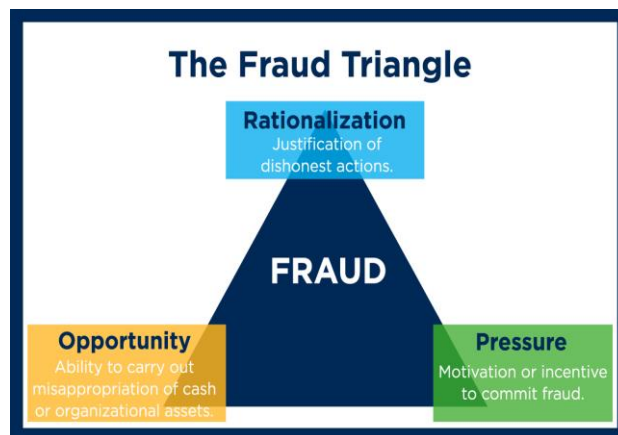 The Fraud Triangle
Rationalization
Justification of
dishonest actions.
FRAUD
Opportunity
Ability to carry out
misappropriation of cash
or organizational assets.
Pressure
Motivation or incentive
to commit fraud.